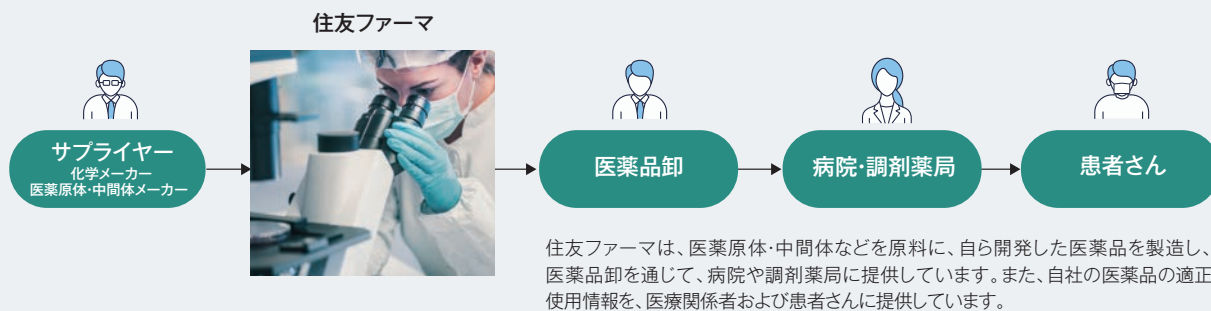 住友ファーマ
サプライヤー
化学メーカー
医薬原体・中間体メーカー
医薬品卸
病院・調剤薬局
患者さん
住友ファーマは、医薬原体・中間体などを原料に、自ら開発した医薬品を製造し、
医薬品卸を通じて、病院や調剤薬局に提供しています。また、自社の医薬品の適正
使用情報を、医療関係者および患者さんに提供しています。